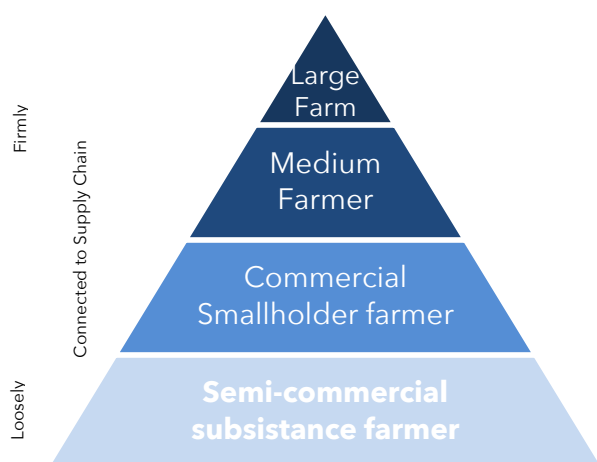 Large
Farm
Firmly
Medium
Farmer
Connected to Supply Chain
Commercial
Smallholder farmer
Loosely
Semi-commercial
subsistance farmer